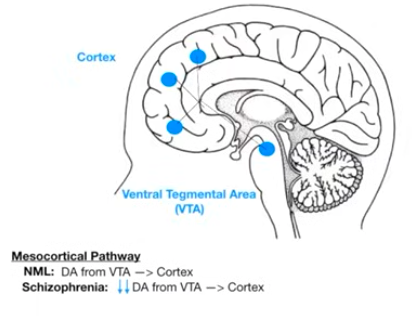 Cortex
Ventral Tegmental Area
(VTA)
Mesocortical Pathway
NML: DA from VTA —> Cortex
Schizophrenia: ↓↓ DA from VTA —> Cortex